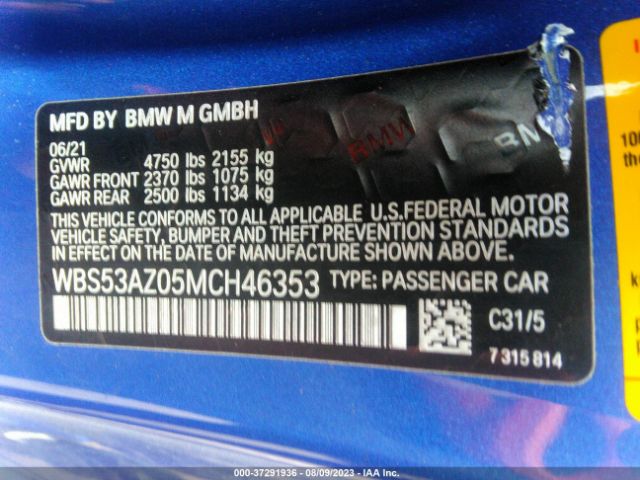 MFD BY BMW M GMBH
06/21
GVWR 4750 lbs 2155 kg
GAWR FRONT 2370 lbs 1075 kg
GAWR REAR 2500 lbs 1134 kg
THIS VEHICLE CONFORMS TO ALL APPLICABLE U.S.FEDERAL MOTOR
VEHICLE SAFETY, BUMPER AND THEFT PREVENTION STANDARDS
IN EFFECT ON THE DATE OF MANUFACTURE SHOWN ABOVE.
WBS53AZ05MCH46353 TYPE: PASSENGER CAR
C31/5
7 315 814
BMW
BMW
000-37291936 - 08/09/2023 - IAA Inc.